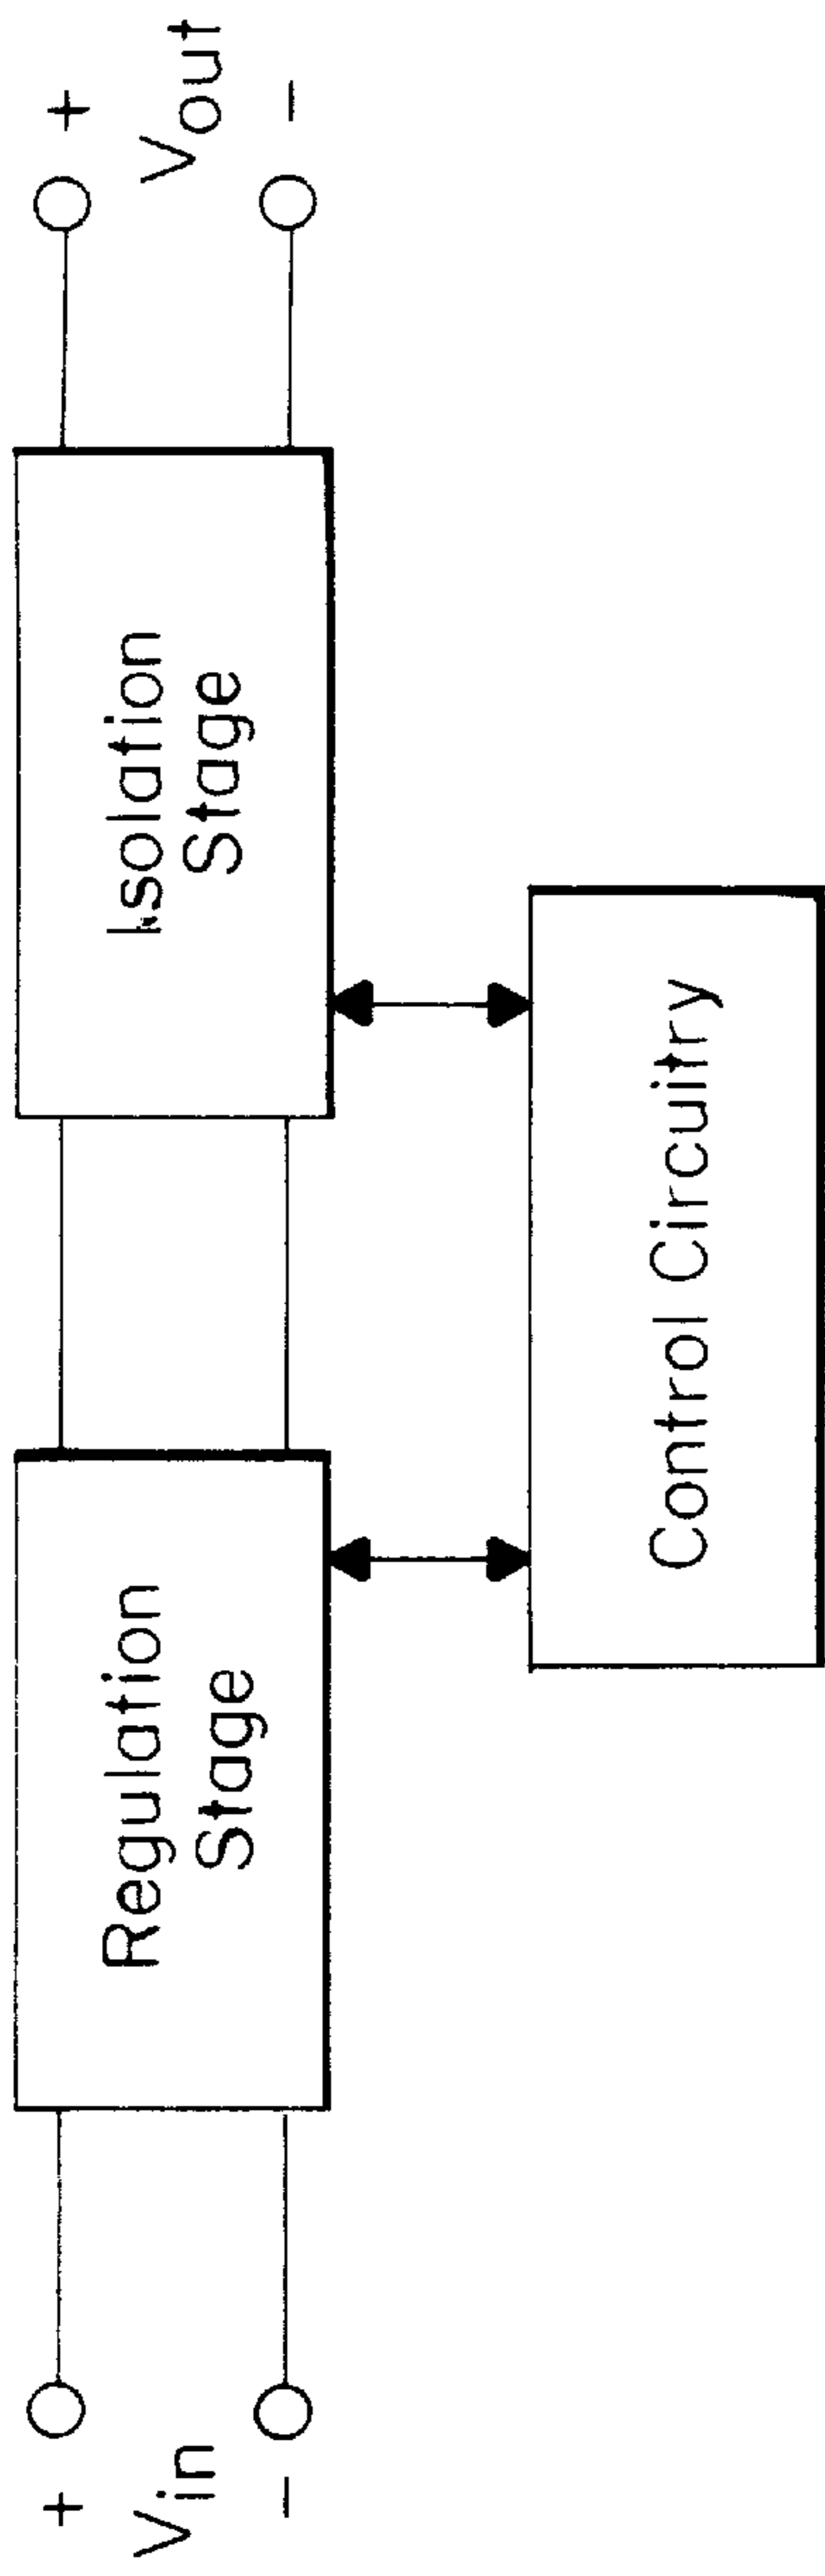 +
Vin
−
Regulation
Stage
Isolation
Stage
+
Vout
−
Control Circuitry